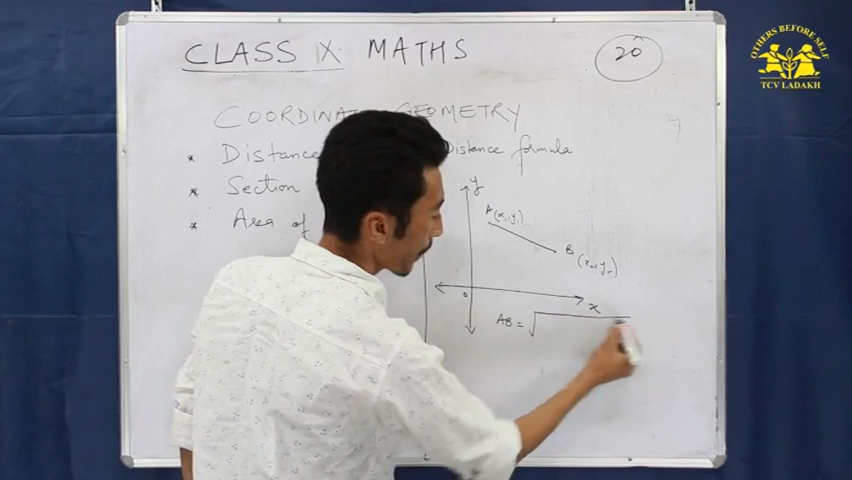 CLASS X MATHS
20
OTHERS BEFORE SELF
TCV LADAKH
COORDINATE GEOMETRY
* Distance Distance formula
* Section
* Area of
y
A (x₁, y₁)
B (x₂, y₂)
0
x
AB = √